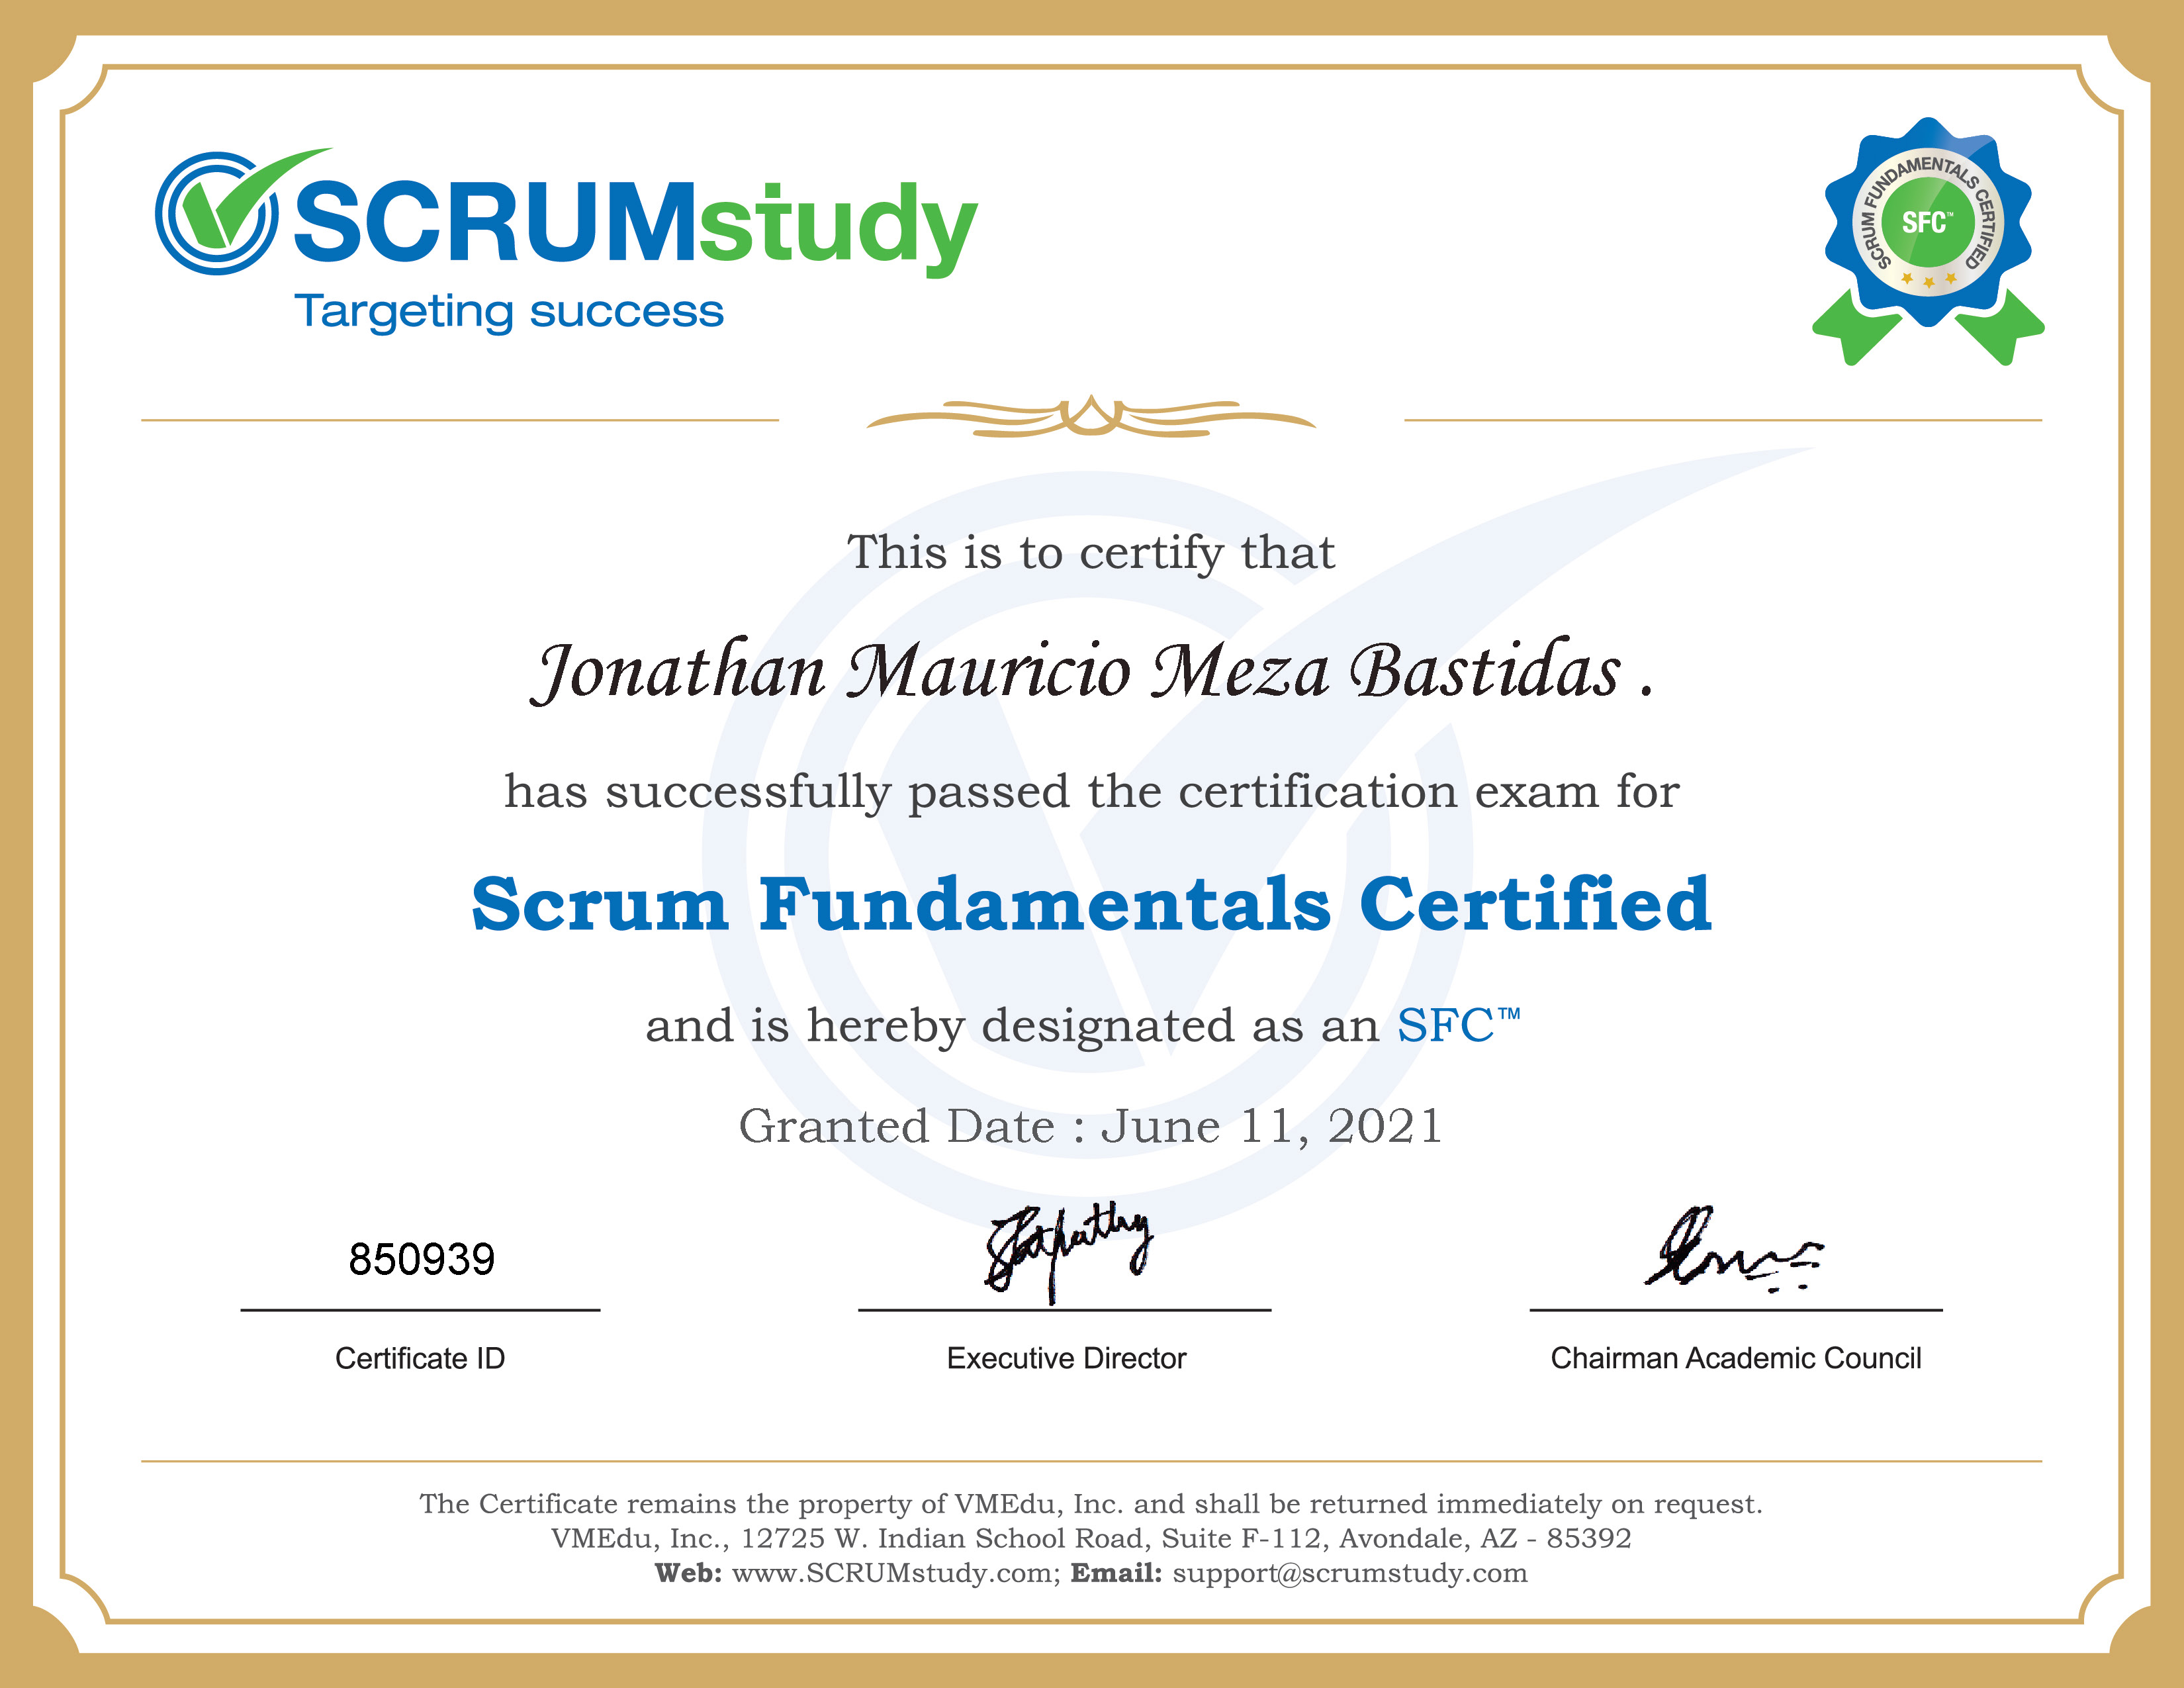 SCRUMstudy
Targeting success
SCRUM FUNDAMENTALS CERTIFIED
SFC™
This is to certify that
Jonathan Mauricio Meza Bastidas .
has successfully passed the certification exam for
Scrum Fundamentals Certified
and is hereby designated as an SFC™
Granted Date : June 11, 2021
850939
Certificate ID
Executive Director
Chairman Academic Council
The Certificate remains the property of VMEdu, Inc. and shall be returned immediately on request.
VMEdu, Inc., 12725 W. Indian School Road, Suite F-112, Avondale, AZ - 85392
Web: www.SCRUMstudy.com; Email: support@scrumstudy.com